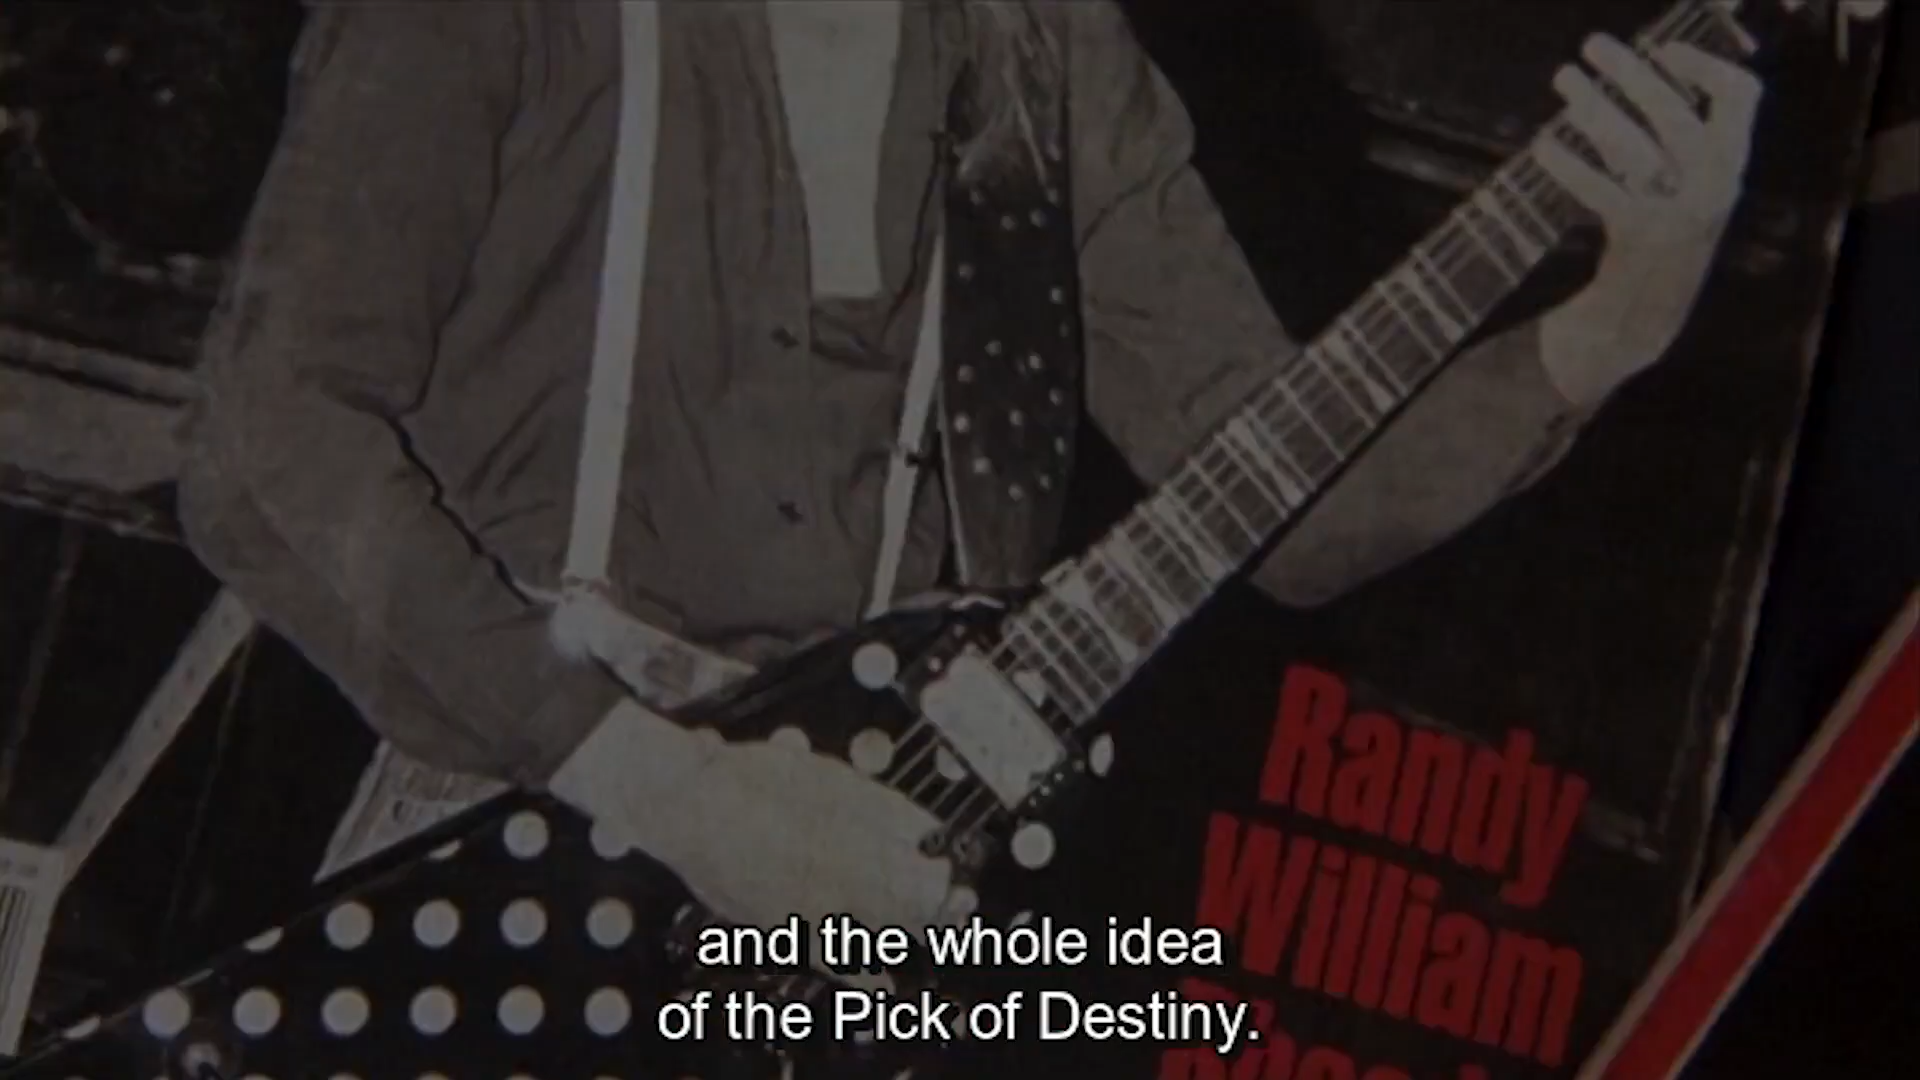 Randy
William
and the whole idea
of the Pick of Destiny.